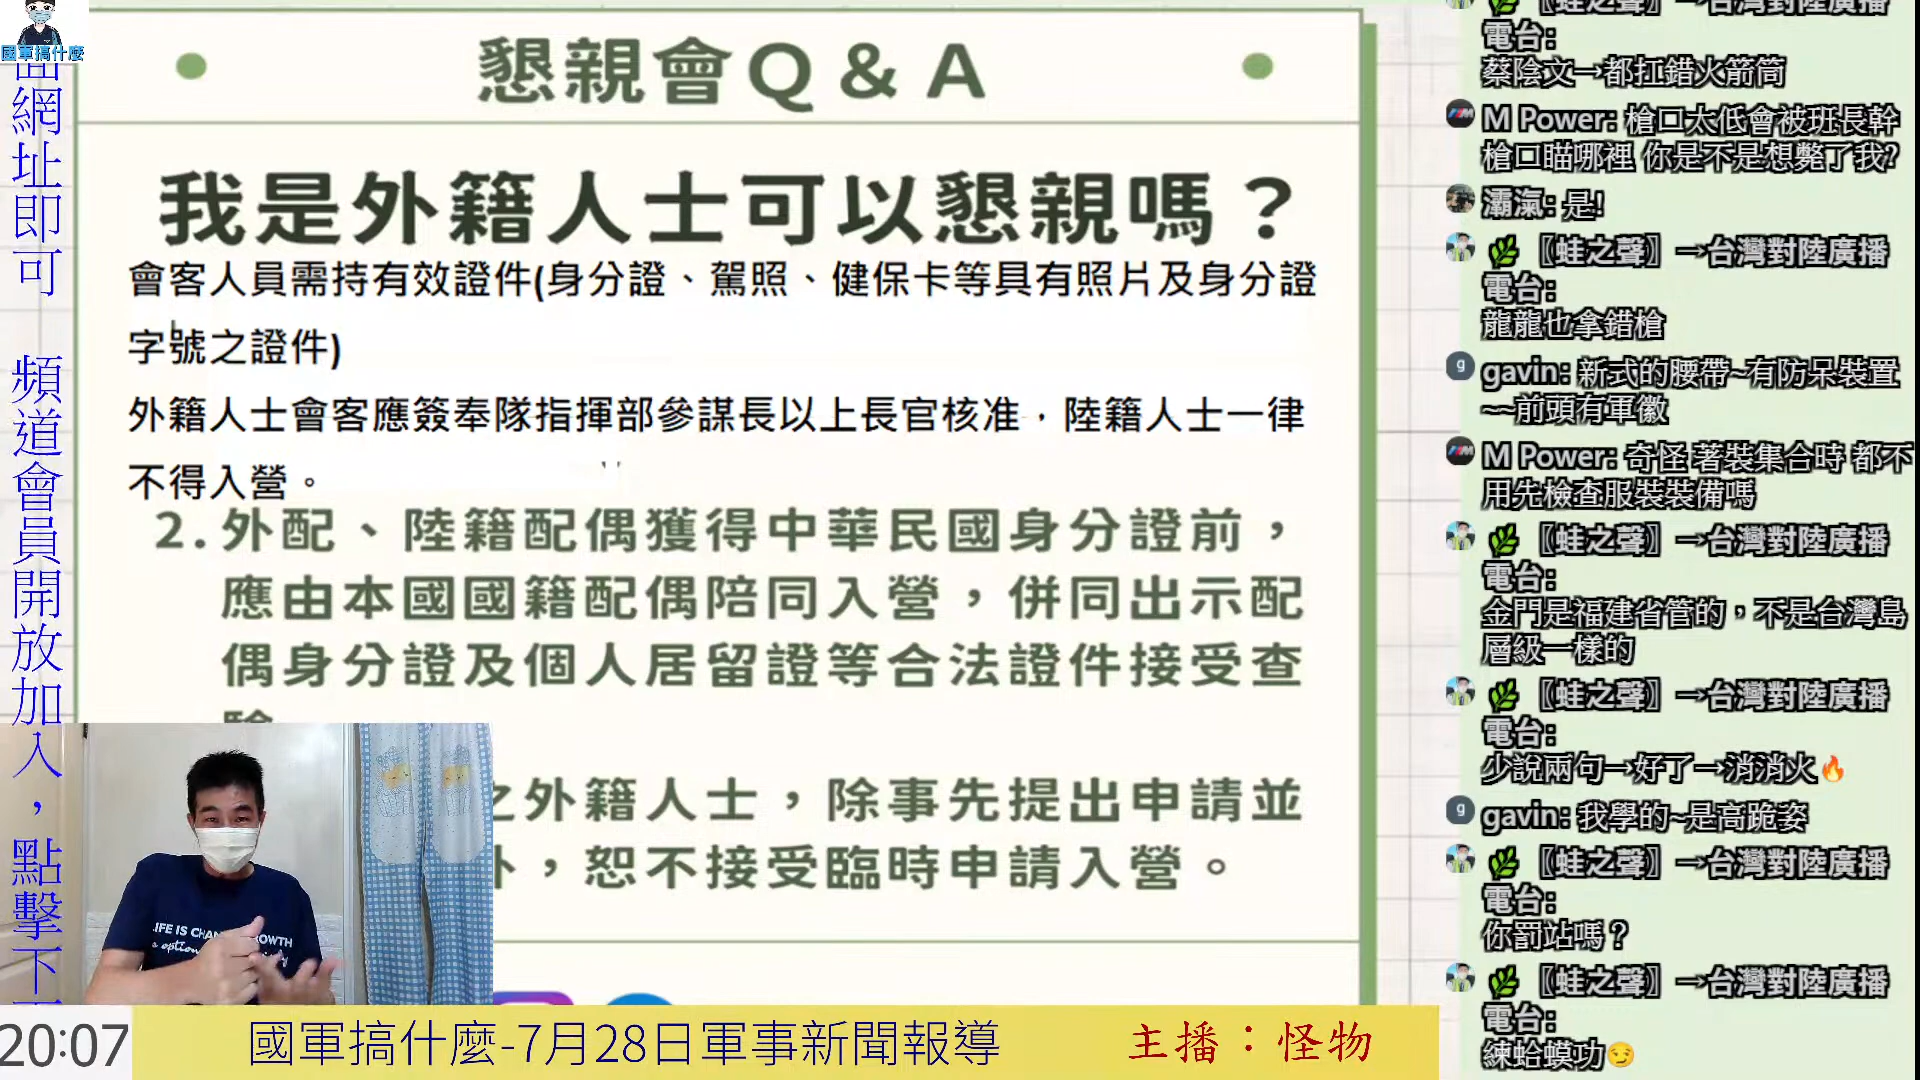 國軍搞什麼
面網址即可 頻道會員開放加入，點擊下
懇親會Q&A
我是外籍人士可以懇親嗎？
會客人員需持有效證件(身分證、駕照、健保卡等具有照片及身分證
字號之證件)
外籍人士會客應簽奉隊指揮部參謀長以上長官核准，陸籍人士一律
不得入營。
2.外配、陸籍配偶獲得中華民國身分證前，
應由本國國籍配偶陪同入營，併同出示配
偶身分證及個人居留證等合法證件接受查
驗
之外籍人士，除事先提出申請並
外，恕不接受臨時申請入營。
LIFE IS
OWTH
20:07
國軍搞什麼-7月28日軍事新聞報導
主播：怪物
〖蛙之聲〗→台灣對陸廣播
電台:
蔡陰文→都扛錯火箭筒
M Power: 槍口太低會被班長幹
槍口瞄哪裡 你是不是想斃了我?
灞氣: 是!
〖蛙之聲〗→台灣對陸廣播
電台:
龍龍也拿錯槍
gavin: 新式的腰帶~有防呆裝置
~~前頭有軍徽
M Power: 奇怪 著裝集合時 都不
用先檢查服裝裝備嗎
〖蛙之聲〗→台灣對陸廣播
電台:
金門是福建省管的，不是台灣島
層級一樣的
〖蛙之聲〗→台灣對陸廣播
電台:
少說兩句→好了→消消火🔥
gavin: 我學的~是高跪姿
〖蛙之聲〗→台灣對陸廣播
電台:
你罰站嗎？
〖蛙之聲〗→台灣對陸廣播
電台:
練蛤蟆功😏